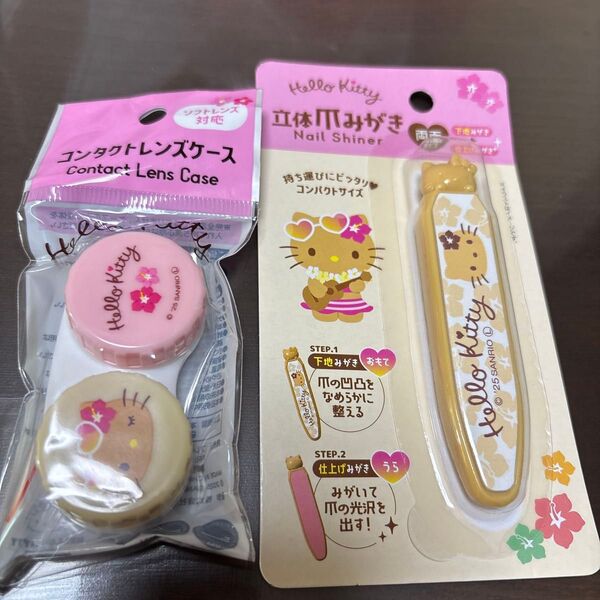 ソフトレンズ
対応
コンタクトレンズケース
Contact Lens Case
Hello Kitty
Hello Kitty
© '25 SANRIO Ⓛ
Hello Kitty
立体爪みがき
Nail Shiner
両面
下地みがき
仕上げみがき
持ち運びにピッタリ♥
コンパクトサイズ
STEP.1
下地みがき おもて
爪の凹凸を
なめらかに
整える
STEP.2
仕上げみがき うら
みがいて
爪の光沢を
出す!
Hello Kitty
© '25 SANRIO Ⓛ